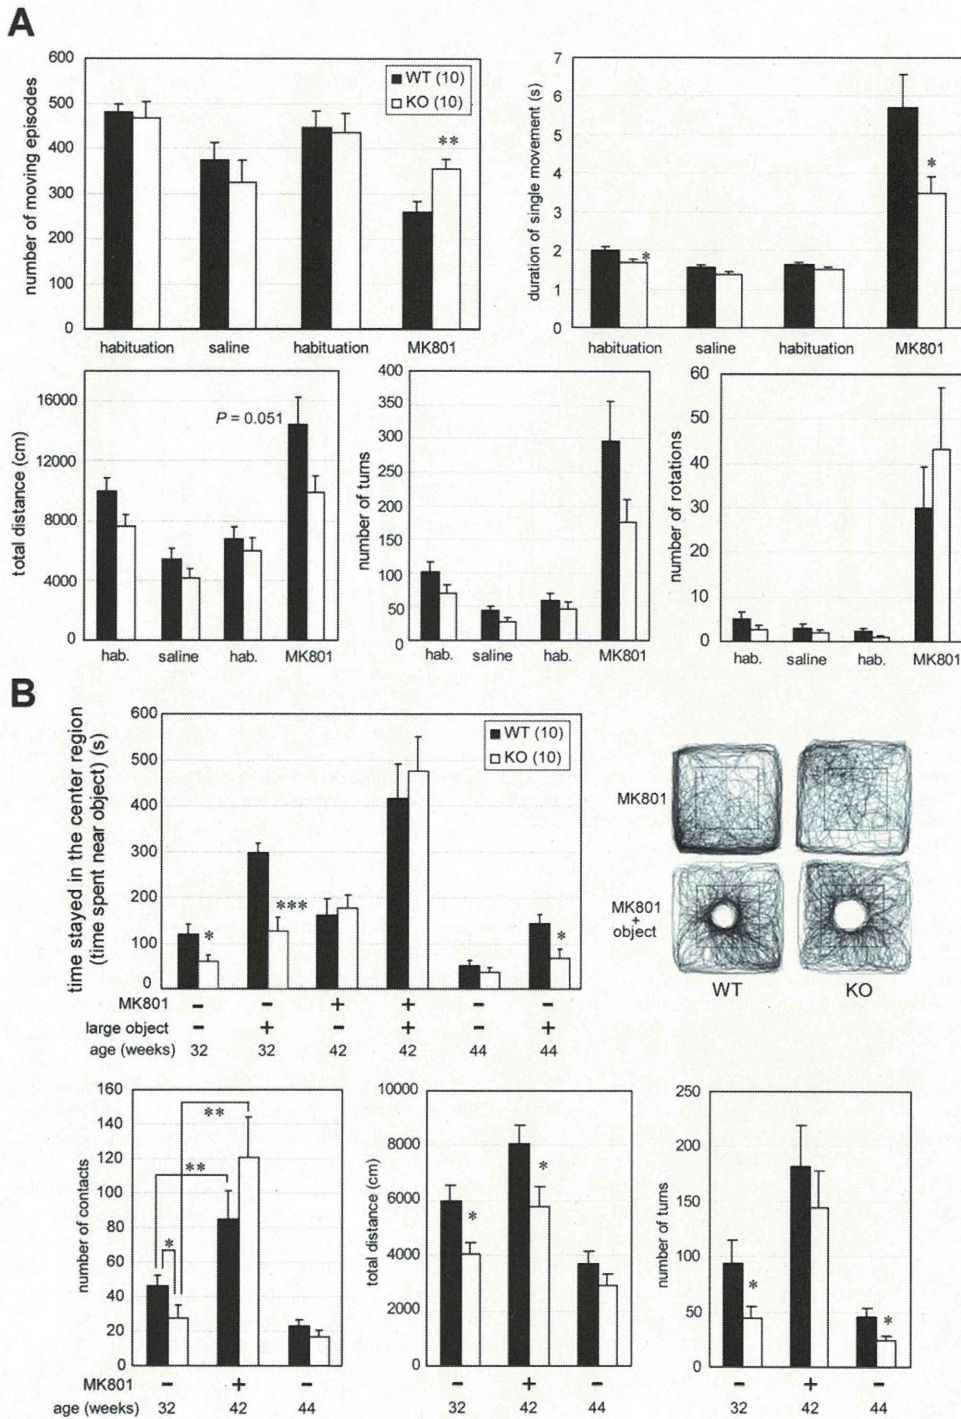 A
number of moving episodes
600
500
400
300
200
100
0
WT (10)
KO (10)
**
habituation saline habituation MK801
duration of single movement (s)
7
6
5
4
3
2
1
0
*
*
habituation saline habituation MK801
total distance (cm)
16000
12000
8000
4000
0
P = 0.051
hab. saline hab. MK801
number of turns
400
350
300
250
200
150
100
50
0
hab. saline hab. MK801
number of rotations
60
50
40
30
20
10
0
hab. saline hab. MK801
B
time stayed in the center region
(time spent near object) (s)
600
500
400
300
200
100
0
WT (10)
KO (10)
*
***
*
MK801 − − + + − −
large object − + − + − +
age (weeks) 32 32 42 42 44 44
MK801
MK801
+
object
WT KO
number of contacts
160
140
120
100
80
60
40
20
0
**
**
*
MK801 − + −
age (weeks) 32 42 44
total distance (cm)
10000
8000
6000
4000
2000
0
*
*
− + −
32 42 44
number of turns
250
200
150
100
50
0
*
*
− + −
32 42 44